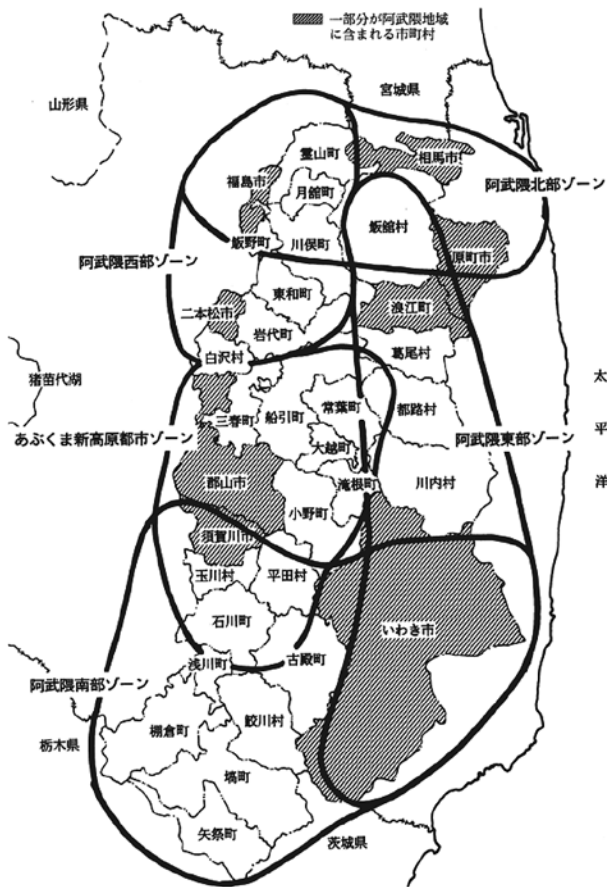 一部分が阿武隈地域
に含まれる市町村
山形県
宮城県
霊山町
相馬市
福島市
月舘町
阿武隈北部ゾーン
飯舘村
飯野町
川俣町
原町市
阿武隈西部ゾーン
東和町
二本松市
浪江町
岩代町
白沢村
葛尾村
猪苗代湖
太平洋
常葉町
都路村
三春町
船引町
あぶくま新高原都市ゾーン
大越町
阿武隈東部ゾーン
滝根町
川内村
郡山市
小野町
須賀川市
玉川村
平田村
石川町
いわき市
浅川町
古殿町
阿武隈南部ゾーン
鮫川村
棚倉町
栃木県
塙町
矢祭町
茨城県